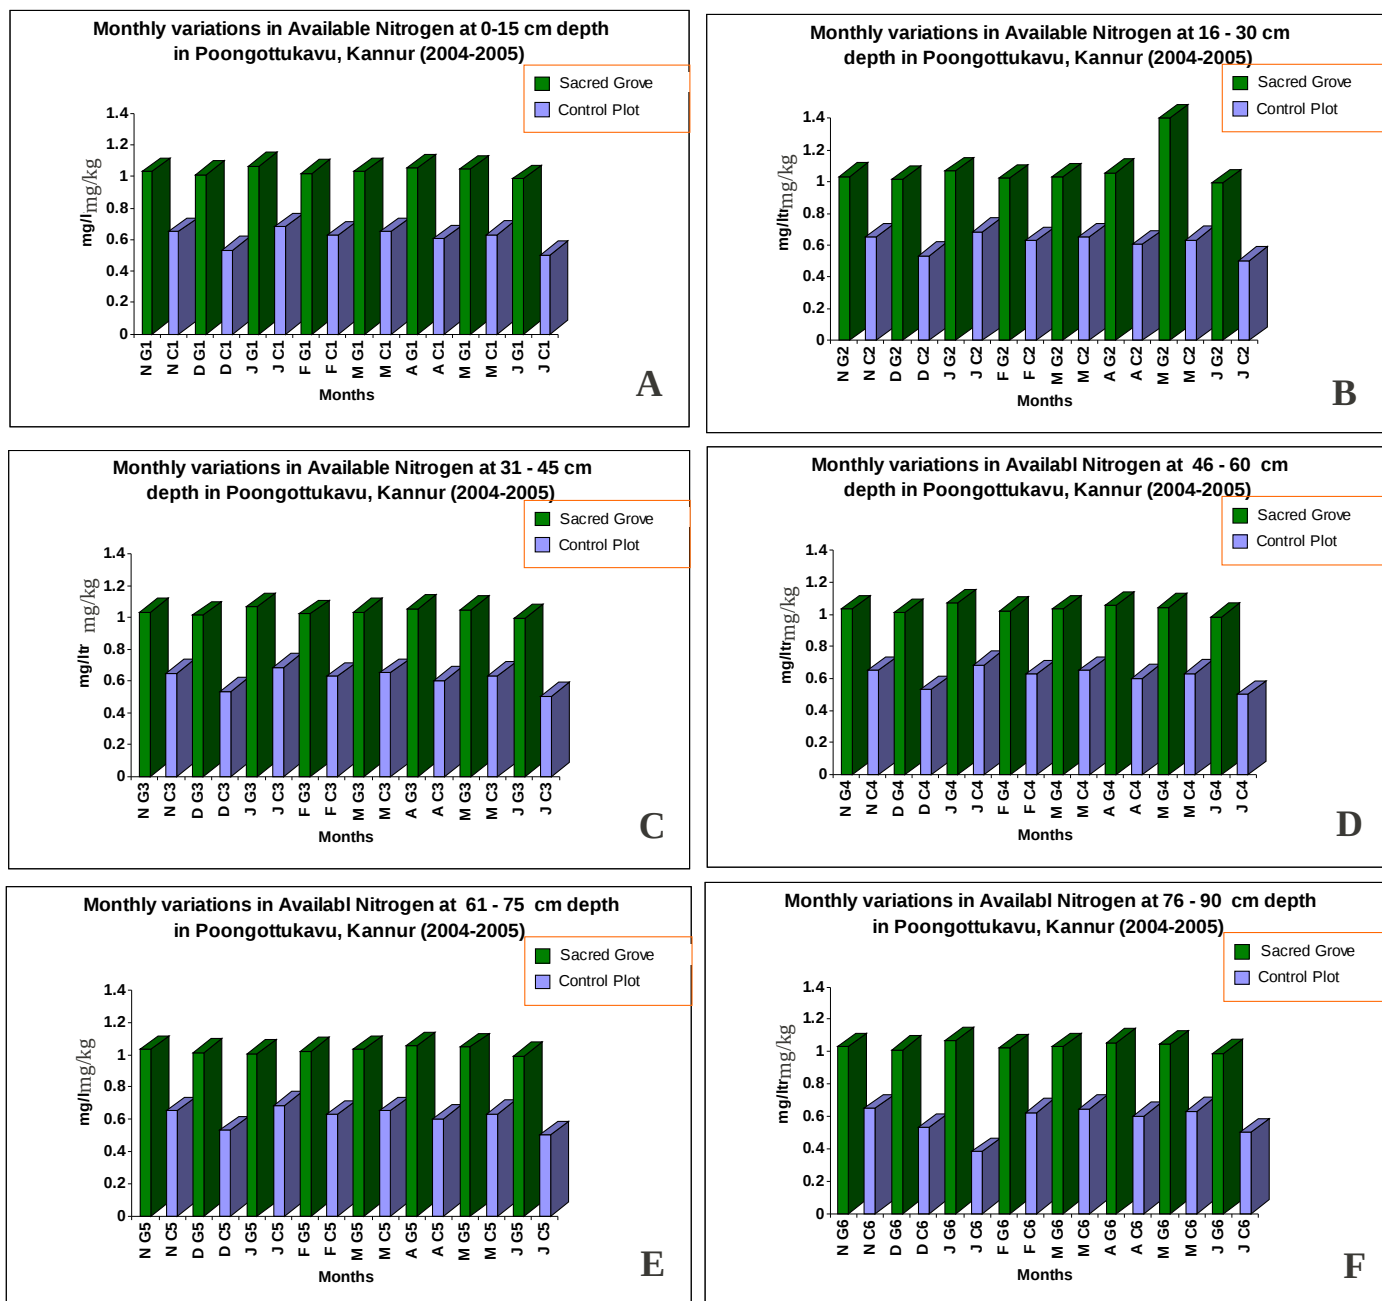 Monthly variations in Available Nitrogen at 0-15 cm depth
in Poongottukavu, Kannur (2004-2005)
Sacred Grove
Control Plot
mg/l mg/kg
1.4
1.2
1
0.8
0.6
0.4
0.2
0
N G1
N C1
D G1
D C1
J G1
J C1
F G1
F C1
M G1
M C1
A G1
A C1
M G1
M C1
J G1
J C1
Months
A
Monthly variations in Available Nitrogen at 16 - 30 cm
depth in Poongottukavu, Kannur (2004-2005)
Sacred Grove
Control Plot
mg/ltr mg/kg
1.4
1.2
1
0.8
0.6
0.4
0.2
0
N G2
N C2
D G2
D C2
J G2
J C2
F G2
F C2
M G2
M C2
A G2
A C2
M G2
M C2
J G2
J C2
Months
B
Monthly variations in Available Nitrogen at 31 - 45 cm
depth in Poongottukavu, Kannur (2004-2005)
Sacred Grove
Control Plot
mg/ltr mg/kg
1.4
1.2
1
0.8
0.6
0.4
0.2
0
N G3
N C3
D G3
D C3
J G3
J C3
F G3
F C3
M G3
M C3
A G3
A C3
M G3
M C3
J G3
J C3
Months
C
Monthly variations in Availabl Nitrogen at 46 - 60 cm
depth in Poongottukavu, Kannur (2004-2005)
Sacred Grove
Control Plot
mg/ltr mg/kg
1.4
1.2
1
0.8
0.6
0.4
0.2
0
N G4
N C4
D G4
D C4
J G4
J C4
F G4
F C4
M G4
M C4
A G4
A C4
M G4
M C4
J G4
J C4
Months
D
Monthly variations in Availabl Nitrogen at 61 - 75 cm depth
in Poongottukavu, Kannur (2004-2005)
Sacred Grove
Control Plot
mg/l mg/kg
1.4
1.2
1
0.8
0.6
0.4
0.2
0
N G5
N C5
D G5
D C5
J G5
J C5
F G5
F C5
M G5
M C5
A G5
A C5
M G5
M C5
J G5
J C5
Months
E
Monthly variations in Availabl Nitrogen at 76 - 90 cm depth
in Poongottukavu, Kannur (2004-2005)
Sacred Grove
Control Plot
mg/ltr mg/kg
1.4
1.2
1
0.8
0.6
0.4
0.2
0
N G6
N C6
D G6
D C6
J G6
J C6
F G6
F C6
M G6
M C6
A G6
A C6
M G6
M C6
J G6
J C6
Months
F